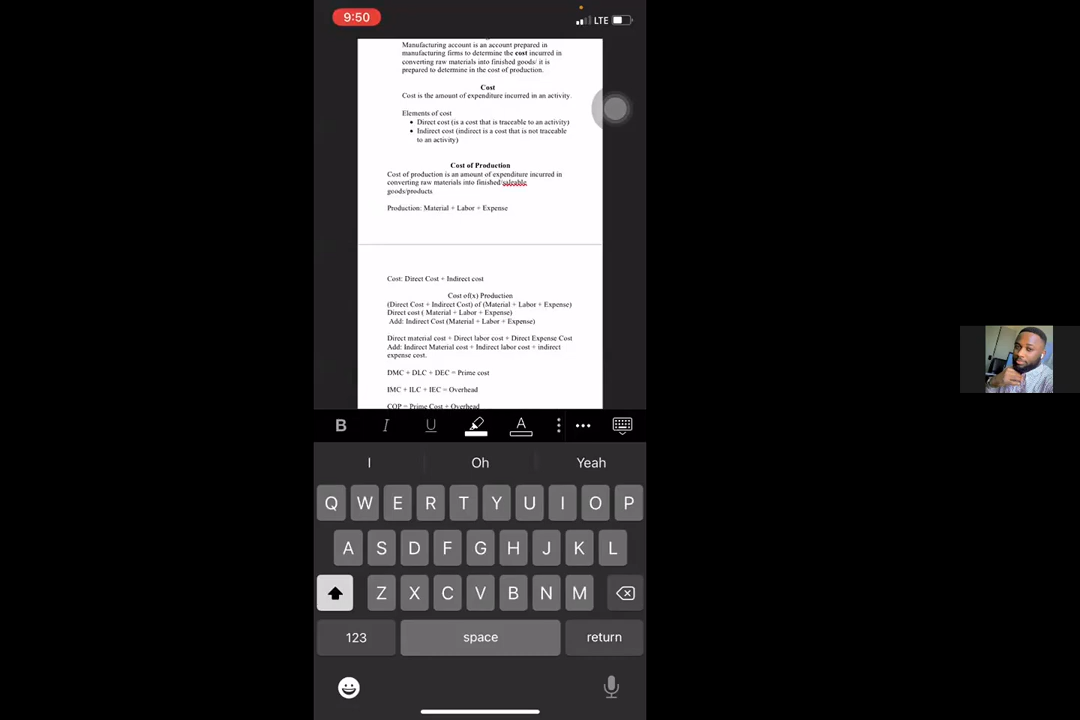 9:50
LTE
Manufacturing account is an account prepared in
manufacturing firms to determine the cost incurred in
converting raw materials into finished goods/ it is
prepared to determine in the cost of production.
Cost
Cost is the amount of expenditure incurred in an activity.
Elements of cost
• Direct cost (is a cost that is traceable to an activity)
• Indirect cost (indirect is a cost that is not traceable
to an activity)
Cost of Production
Cost of production is an amount of expenditure incurred in
converting raw materials into finished/saleable
goods/products
Production: Material + Labor + Expense
Cost: Direct Cost + Indirect cost
Cost of(x) Production
(Direct Cost + Indirect Cost) of (Material + Labor + Expense)
Direct cost ( Material + Labor + Expense)
Add: Indirect Cost (Material + Labor + Expense)
Direct material cost + Direct labor cost + Direct Expense Cost
Add: Indirect Material cost + Indirect labor cost + indirect
expense cost.
DMC + DLC + DEC = Prime cost
IMC + ILC + IEC = Overhead
COP = Prime Cost + Overhead
B I U A
I Oh Yeah
Q W E R T Y U I O P
A S D F G H J K L
Z X C V B N M
123 space return